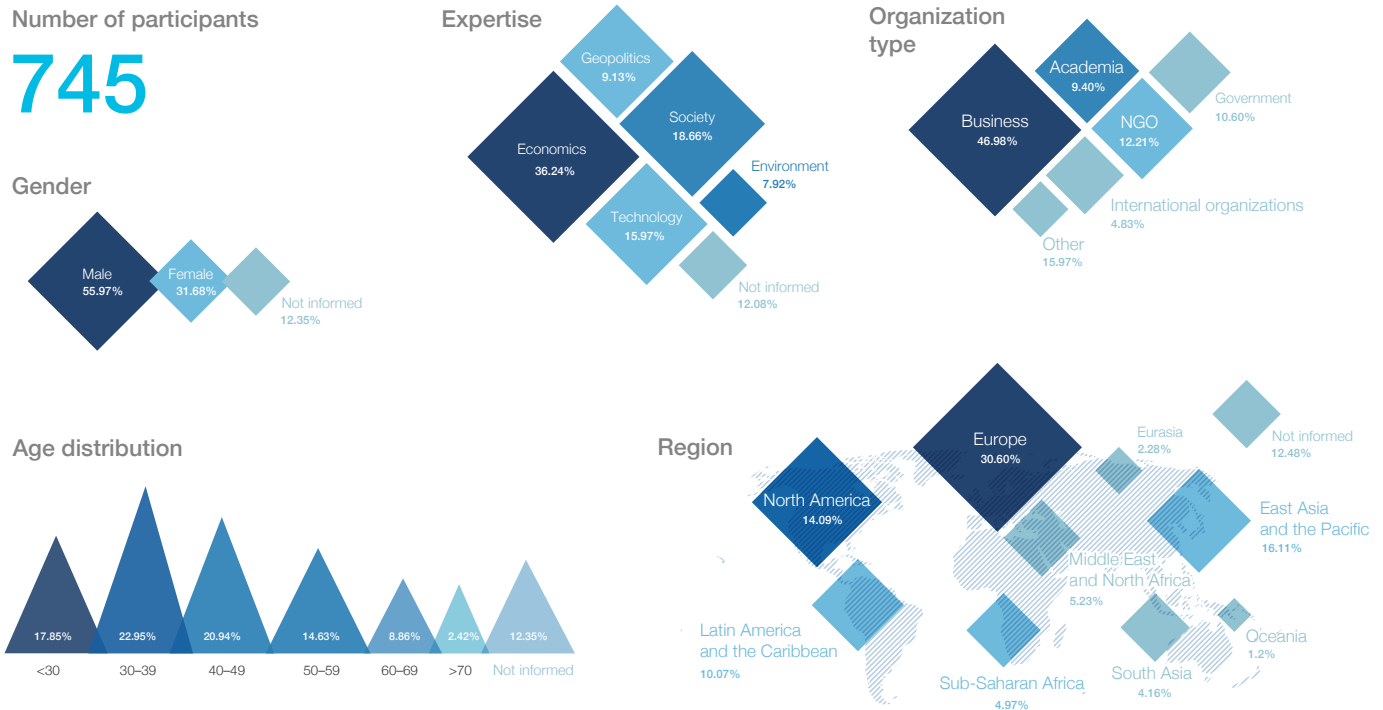 Number of participants
745
Gender
Male
55.97%
Female
31.68%
Not informed
12.35%
Expertise
Geopolitics
9.13%
Society
18.66%
Economics
36.24%
Environment
7.92%
Technology
15.97%
Not informed
12.08%
Organization
type
Academia
9.40%
Government
10.60%
Business
46.98%
NGO
12.21%
International organizations
4.83%
Other
15.97%
Age distribution
17.85%
22.95%
20.94%
14.63%
8.86%
2.42%
12.35%
<30
30–39
40–49
50–59
60–69
>70
Not informed
Region
Europe
30.60%
Eurasia
2.28%
Not informed
12.48%
North America
14.09%
East Asia
and the Pacific
16.11%
Middle East
and North Africa
5.23%
Latin America
and the Caribbean
10.07%
Sub-Saharan Africa
4.97%
South Asia
4.16%
Oceania
1.2%